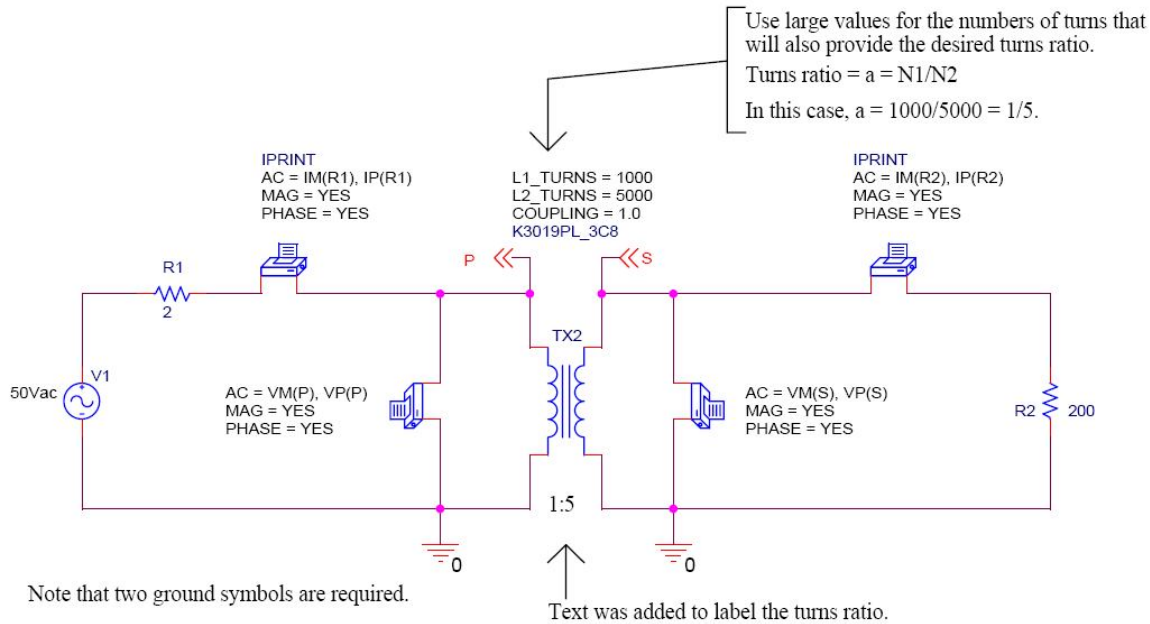 Use large values for the numbers of turns that
will also provide the desired turns ratio.
Turns ratio = a = N1/N2
In this case, a = 1000/5000 = 1/5.
IPRINT
AC = IM(R1), IP(R1)
MAG = YES
PHASE = YES
L1_TURNS = 1000
L2_TURNS = 5000
COUPLING = 1.0
K3019PL_3C8
IPRINT
AC = IM(R2), IP(R2)
MAG = YES
PHASE = YES
P
S
R1
2
TX2
50Vac
V1
AC = VM(P), VP(P)
MAG = YES
PHASE = YES
AC = VM(S), VP(S)
MAG = YES
PHASE = YES
R2
200
1:5
0
0
Note that two ground symbols are required.
Text was added to label the turns ratio.